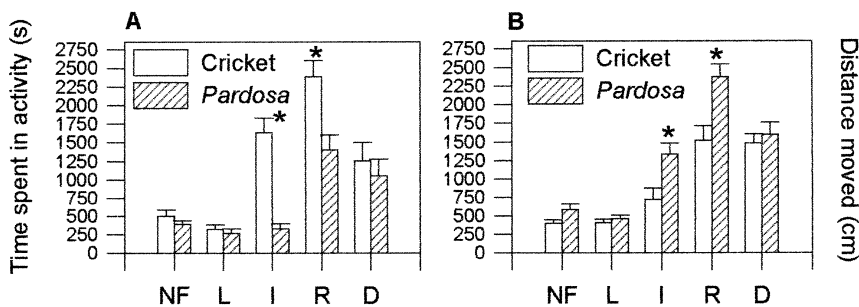 A
B
Time spent in activity (s)
2750
2500
2250
2000
1750
1500
1250
1000
750
500
250
0
Cricket
Pardosa
*
*
NF L I R D
2750
2500
2250
2000
1750
1500
1250
1000
750
500
250
0
Cricket
Pardosa
*
*
NF L I R D
Distance moved (cm)